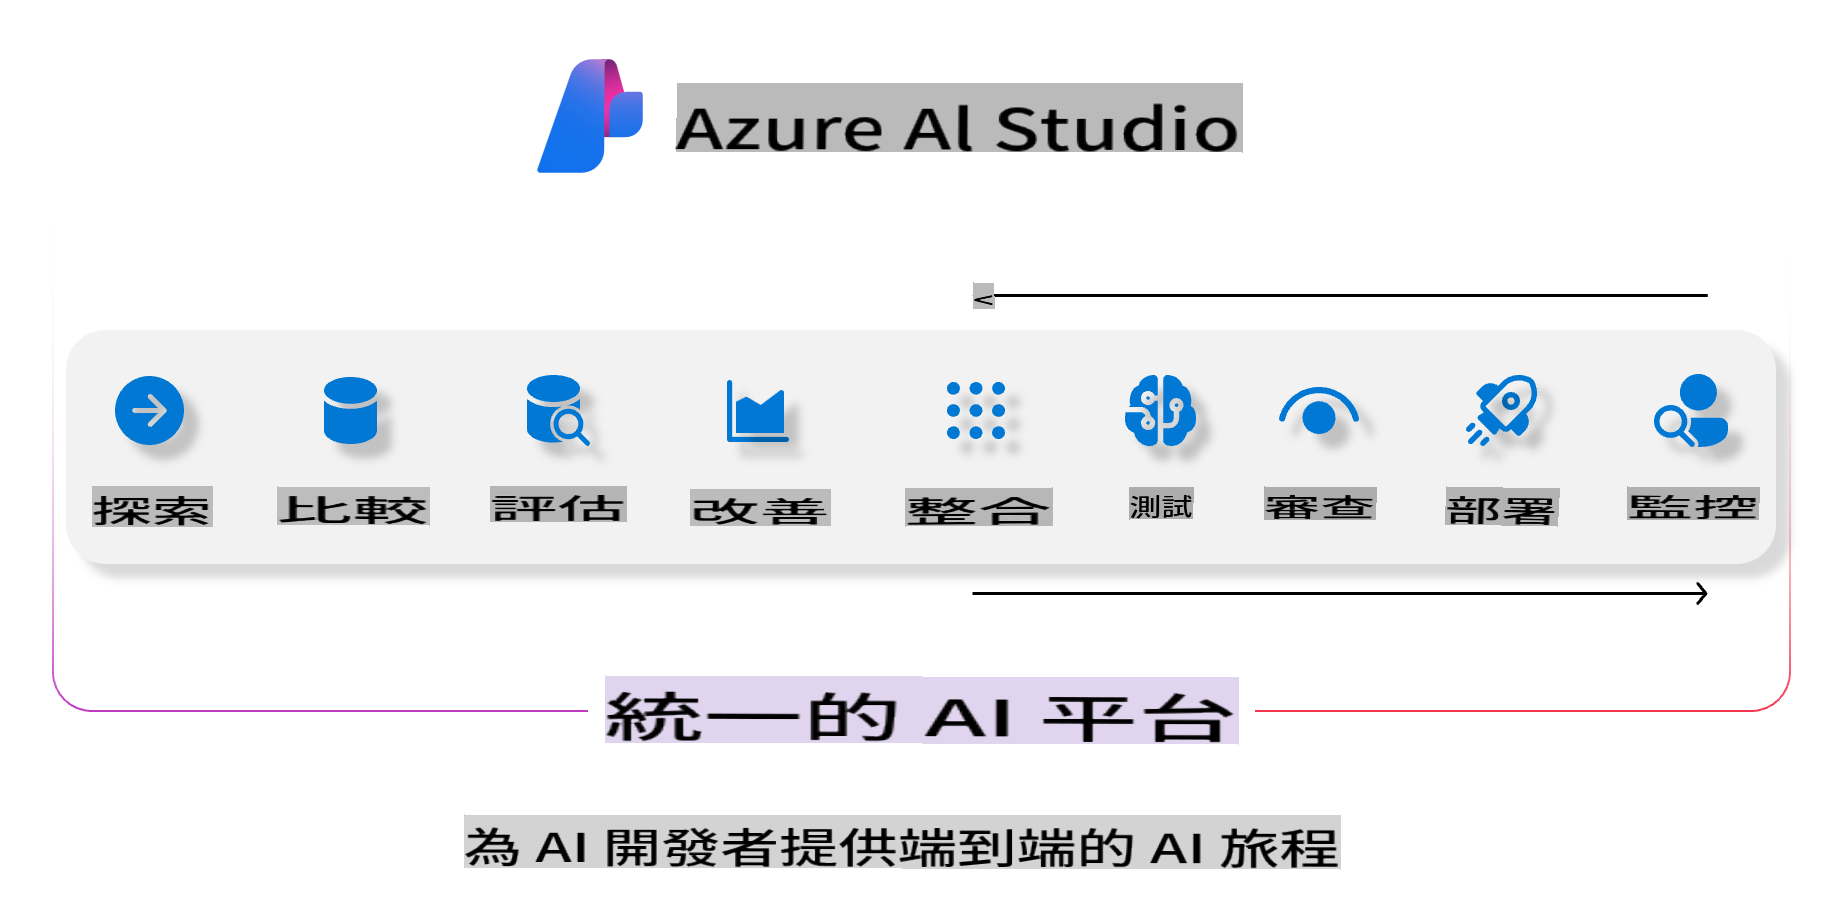 Azure Al Studio
<
探索 比較 評估 改善 整合 測試 審查 部署 監控
統一的 AI 平台
為 AI 開發者提供端到端的 AI 旅程